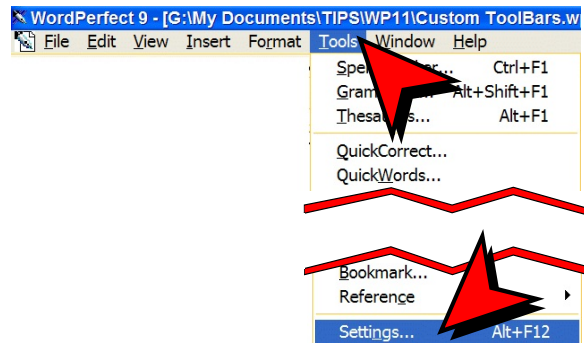 WordPerfect 9 - [G:\My Documents\TIPS\WP11\Custom ToolBars.w
File Edit View Insert Format Tools Window Help
Ctrl+F1
Alt+Shift+F1
Alt+F1
QuickCorrect...
QuickWords...
Bookmark...
Reference
Settings... Alt+F12